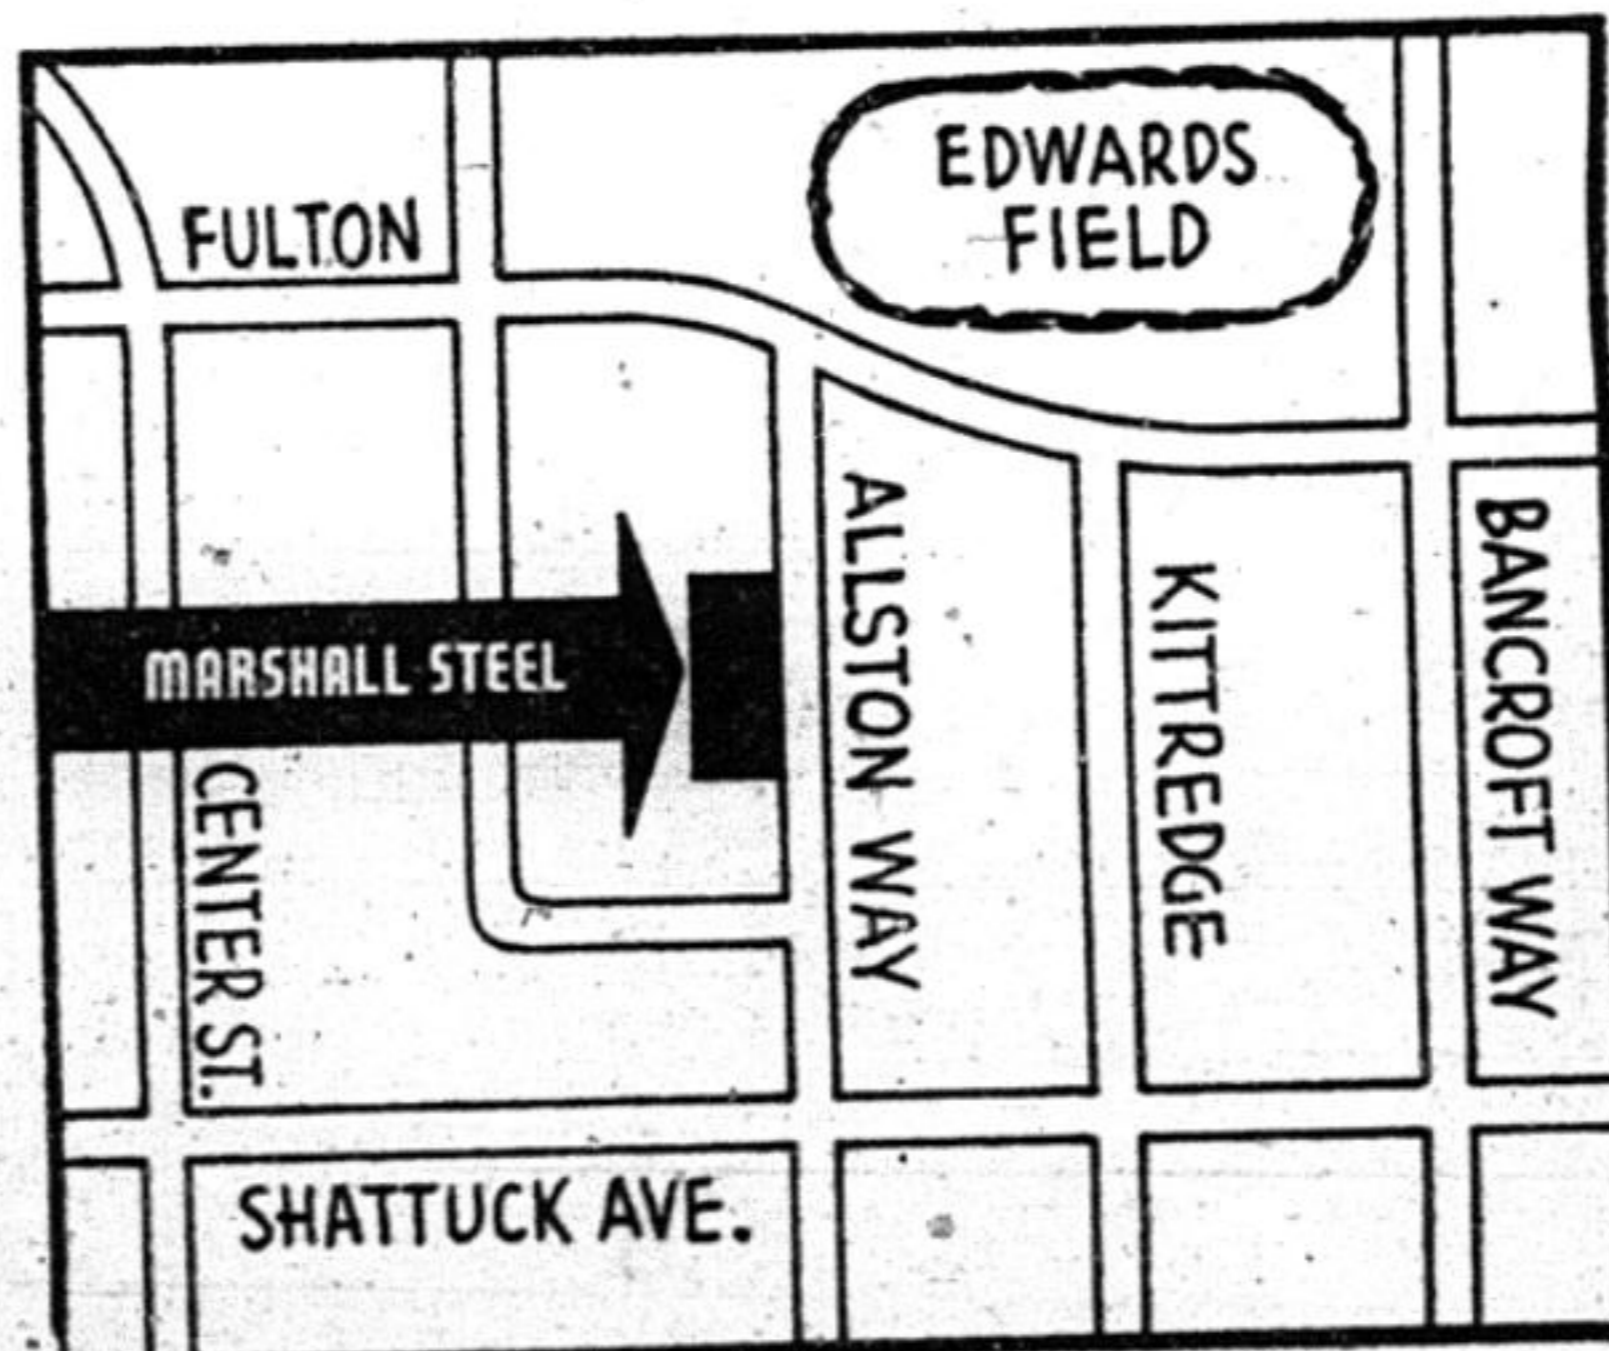 EDWARDS
FIELD
FULTON
ALLSTON WAY
KITTREDGE
BANCROFT WAY
MARSHALL STEEL
CENTER ST.
SHATTUCK AVE.